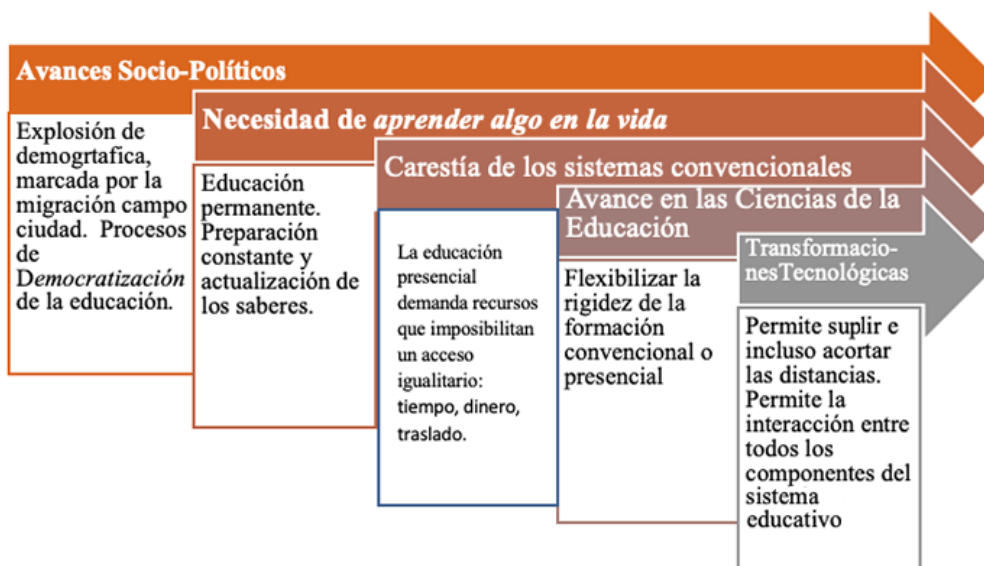 Avances Socio-Políticos
Explosión de
demogrtafica,
marcada por la
migración campo
ciudad.  Procesos
de
Democratización
de la educación.
Necesidad de aprender algo en la vida
Educación
permanente.
Preparación
constante y
actualización de
los saberes.
Carestía de los sistemas convencionales
La educación
presencial
demanda recursos
que imposibilitan
un acceso
igualitario:
tiempo, dinero,
traslado.
Avance en las Ciencias de la
Educación
Flexibilizar la
rigidez de la
formación
convencional o
presencial
Transformacio-
nesTecnológicas
Permite suplir e
incluso acortar
las distancias.
Permite la
interacción entre
todos los
componentes del
sistema
educativo